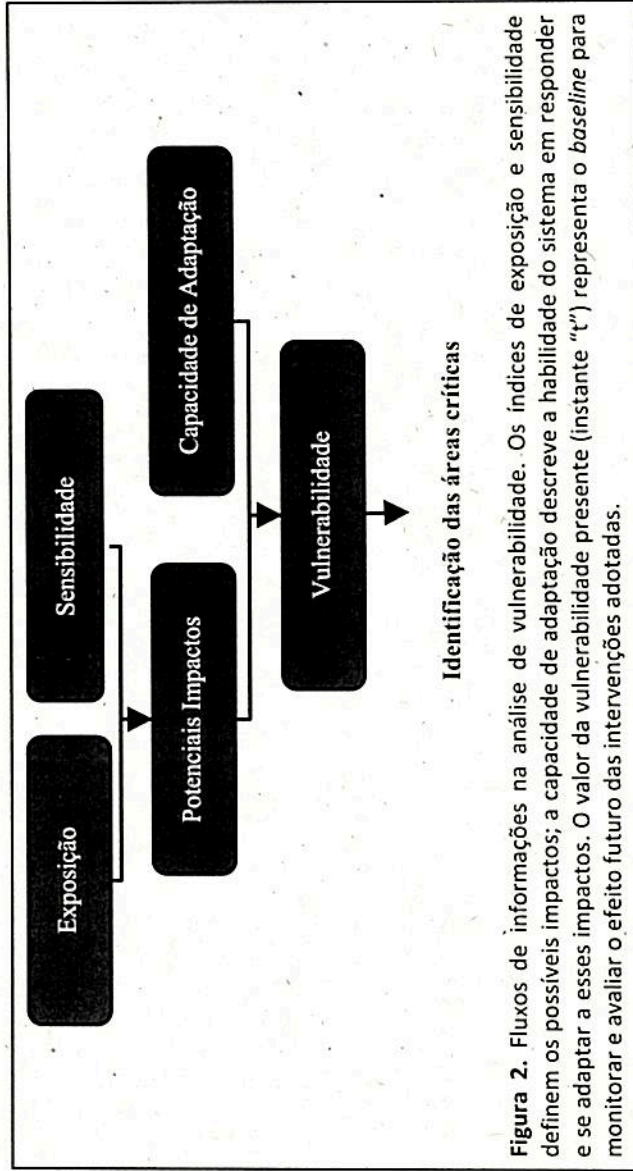 Exposição
Sensibilidade
Potenciais Impactos
Capacidade de Adaptação
Vulnerabilidade
Identificação das áreas críticas
Figura 2. Fluxos de informações na análise de vulnerabilidade. Os índices de exposição e sensibilidade
definem os possíveis impactos; a capacidade de adaptação descreve a habilidade do sistema em responder
e se adaptar a esses impactos. O valor da vulnerabilidade presente (instante “t”) representa o baseline para
monitorar e avaliar o efeito futuro das intervenções adotadas.